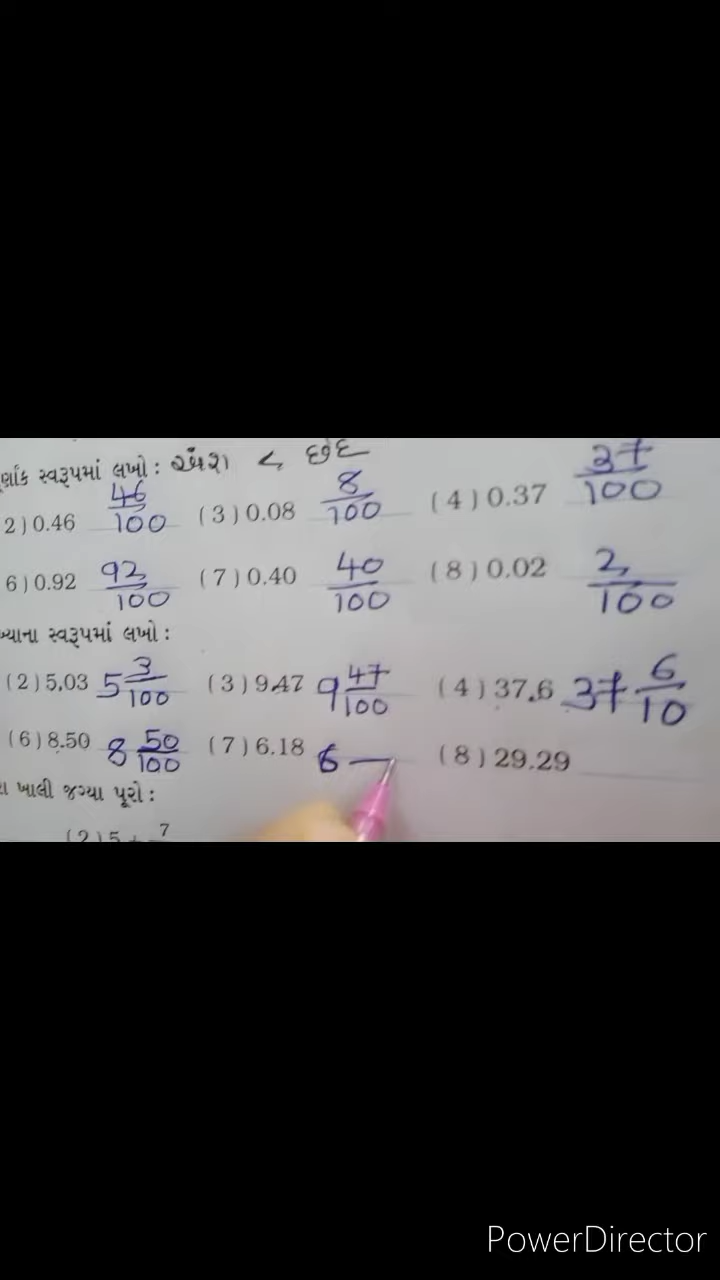 ર્ણાંક સ્વરૂપમાં લખો : અંશ < છેદ
2) 0.46 46/100 (3) 0.08 8/100 (4) 0.37 37/100
6) 0.92 92/100 (7) 0.40 40/100 (8) 0.02 2/100
ખ્યાના સ્વરૂપમાં લખો :
(2) 5.03 5 3/100 (3) 9.47 9 47/100 (4) 37.6 37 6/10
(6) 8.50 8 50/100 (7) 6.18 6 — (8) 29.29
ખાલી જગ્યા પૂરો :
(2) 5 + 7
PowerDirector